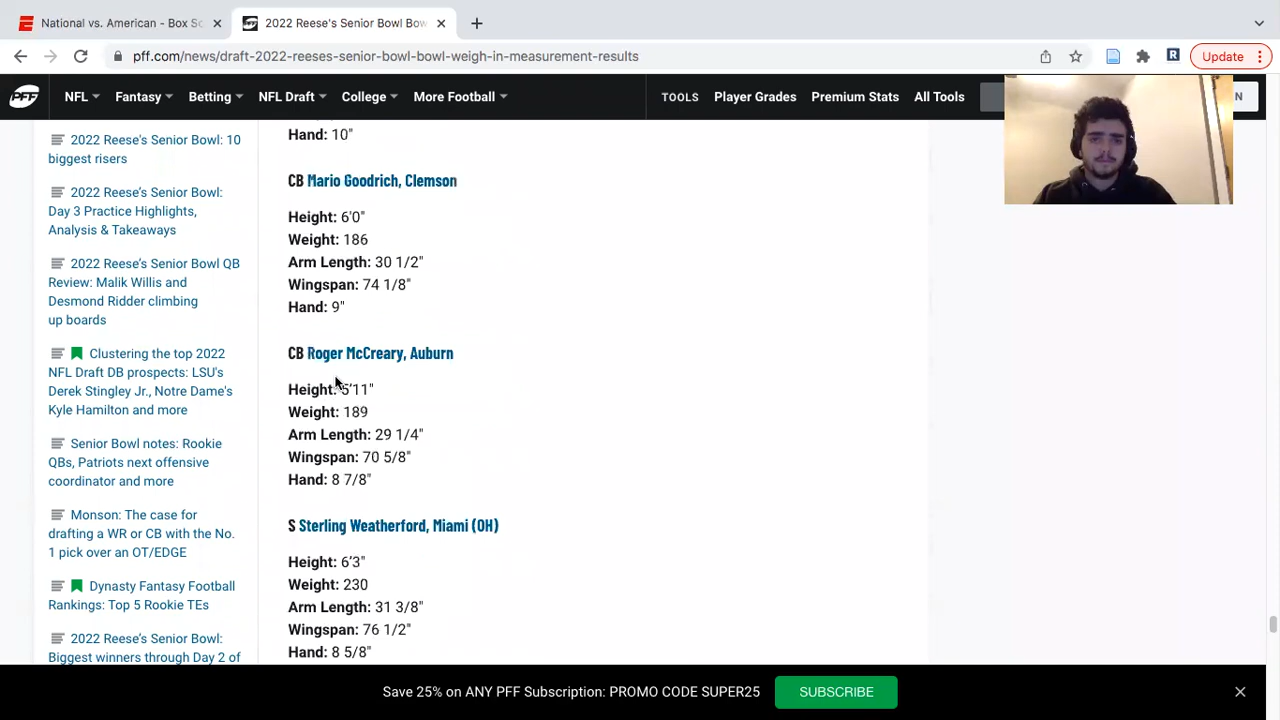 National vs. American - Box Sc
2022 Reese's Senior Bowl Bow
pff.com/news/draft-2022-reeses-senior-bowl-bowl-weigh-in-measurement-results
Update
PFF
NFL
Fantasy
Betting
NFL Draft
College
More Football
TOOLS
Player Grades
Premium Stats
All Tools
N
2022 Reese's Senior Bowl: 10
biggest risers
2022 Reese's Senior Bowl:
Day 3 Practice Highlights,
Analysis & Takeaways
2022 Reese's Senior Bowl QB
Review: Malik Willis and
Desmond Ridder climbing
up boards
Clustering the top 2022
NFL Draft DB prospects: LSU's
Derek Stingley Jr., Notre Dame's
Kyle Hamilton and more
Senior Bowl notes: Rookie
QBs, Patriots next offensive
coordinator and more
Monson: The case for
drafting a WR or CB with the No.
1 pick over an OT/EDGE
Dynasty Fantasy Football
Rankings: Top 5 Rookie TEs
2022 Reese's Senior Bowl:
Biggest winners through Day 2 of
Hand: 10"
CB Mario Goodrich, Clemson
Height: 6'0"
Weight: 186
Arm Length: 30 1/2"
Wingspan: 74 1/8"
Hand: 9"
CB Roger McCreary, Auburn
Height: 5'11"
Weight: 189
Arm Length: 29 1/4"
Wingspan: 70 5/8"
Hand: 8 7/8"
S Sterling Weatherford, Miami (OH)
Height: 6'3"
Weight: 230
Arm Length: 31 3/8"
Wingspan: 76 1/2"
Hand: 8 5/8"
Save 25% on ANY PFF Subscription: PROMO CODE SUPER25
SUBSCRIBE